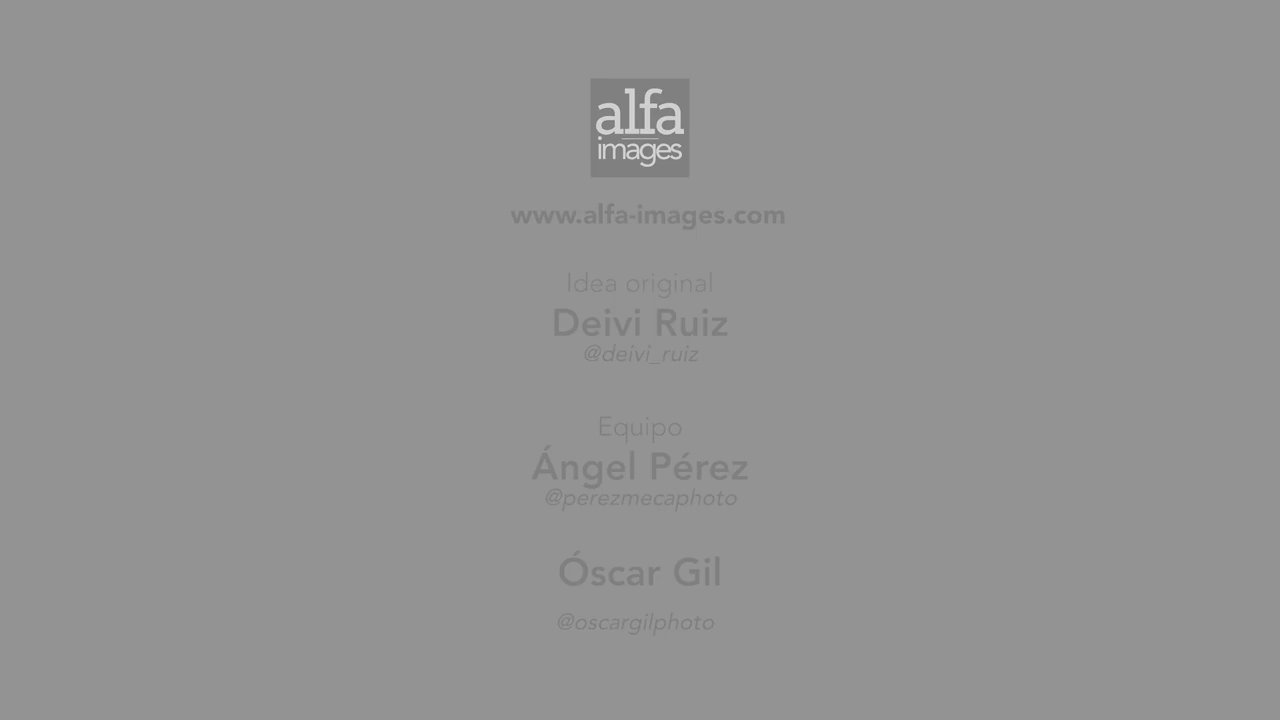 alfa
images
www.alfa-images.com
Idea original
Deivi Ruiz
@deivi_ruiz
Equipo
Ángel Pérez
@perezmecaphoto
Óscar Gil
@oscargilphoto